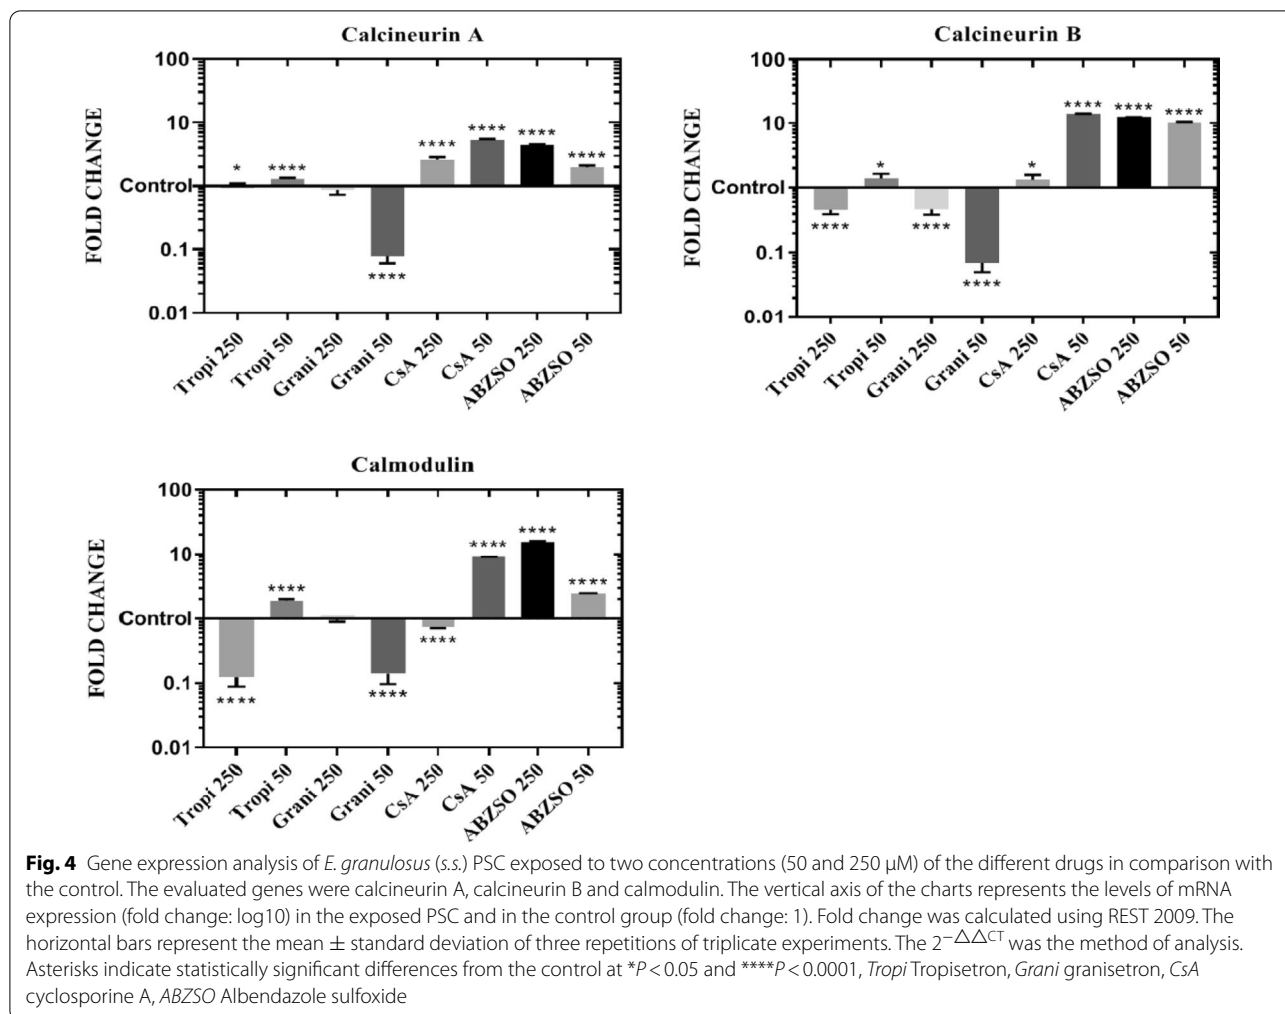 Calcineurin A
FOLD CHANGE
100
10
Control
0.1
0.01
* **** **** **** **** **** ****
Tropi 250
Tropi 50
Grani 250
Grani 50
CsA 250
CsA 50
ABZSO 250
ABZSO 50
Calcineurin B
FOLD CHANGE
100
10
Control
0.1
0.01
**** * **** **** * **** **** ****
Tropi 250
Tropi 50
Grani 250
Grani 50
CsA 250
CsA 50
ABZSO 250
ABZSO 50
Calmodulin
FOLD CHANGE
100
10
Control
0.1
0.01
**** **** **** **** **** **** ****
Tropi 250
Tropi 50
Grani 250
Grani 50
CsA 250
CsA 50
ABZSO 250
ABZSO 50
Fig. 4 Gene expression analysis of E. granulosus (s.s.) PSC exposed to two concentrations (50 and 250 µM) of the different drugs in comparison with
the control. The evaluated genes were calcineurin A, calcineurin B and calmodulin. The vertical axis of the charts represents the levels of mRNA
expression (fold change: log10) in the exposed PSC and in the control group (fold change: 1). Fold change was calculated using REST 2009. The
horizontal bars represent the mean ± standard deviation of three repetitions of triplicate experiments. The 2−△△CT was the method of analysis.
Asterisks indicate statistically significant differences from the control at *P < 0.05 and ****P < 0.0001, Tropi Tropisetron, Grani granisetron, CsA
cyclosporine A, ABZSO Albendazole sulfoxide